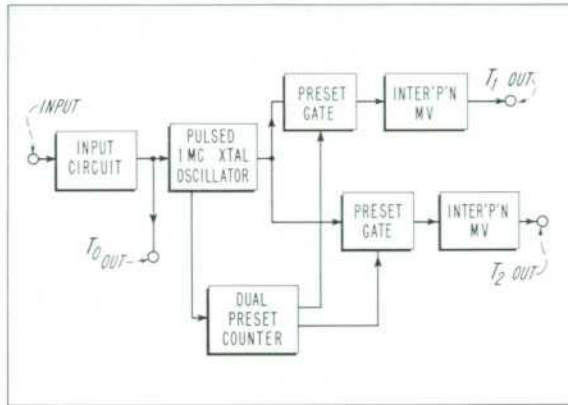 INPUT
INPUT
CIRCUIT
T0 OUT
PULSED
1 MC XTAL
OSCILLATOR
DUAL
PRESET
COUNTER
PRESET
GATE
INTER'P'N
MV
T1 OUT
PRESET
GATE
INTER'P'N
MV
T2 OUT